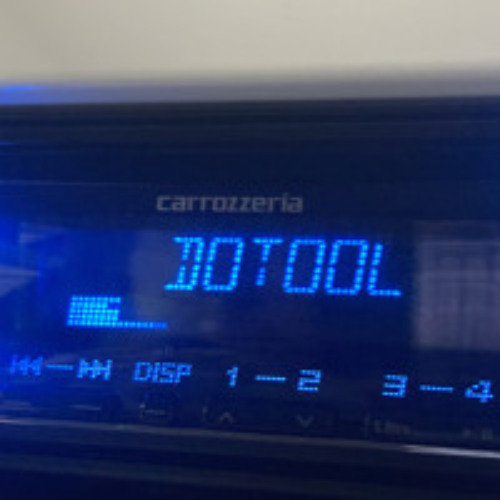 carrozzeria
DOTOOL
⏮ — ⏭ DISP 1 — 2 3 — 4